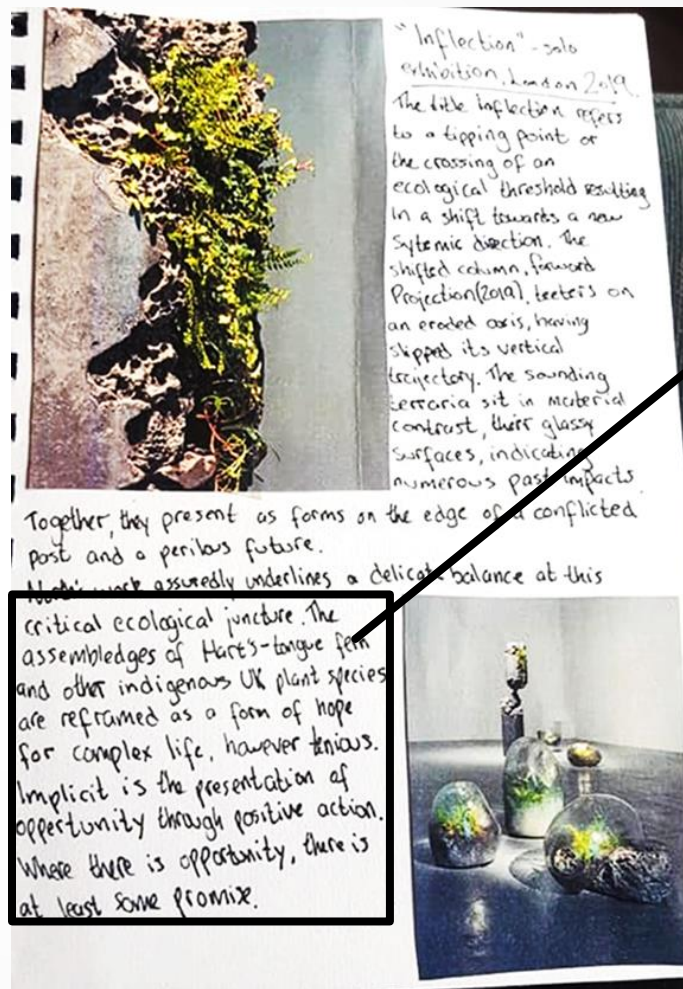 "Inflection" - solo
exhibition, London 2019
The title Inflection refers
to a tipping point or
the crossing of an
ecological threshold resulting
in a shift towards a new
Sytemic direction. The
shifted column, forward
Projection(2019), teeters on
an eroded axis, having
slipped its vertical
trajectory. The sounding
terraria sit in material
contrast, their glassy
surfaces, indicating
numerous past impacts.
Together, they present as forms on the edge of a conflicted
past and a perilous future.
work assuredly underlines a delicate balance at this
critical ecological juncture. The
assembledges of Hart's-tongue fern
and other indigenous UK plant species
are reframed as a form of hope
for complex life, however tenious.
Implicit is the presentation of
oppertunity through positive action.
Where there is opportunity, there is
at least some promise.